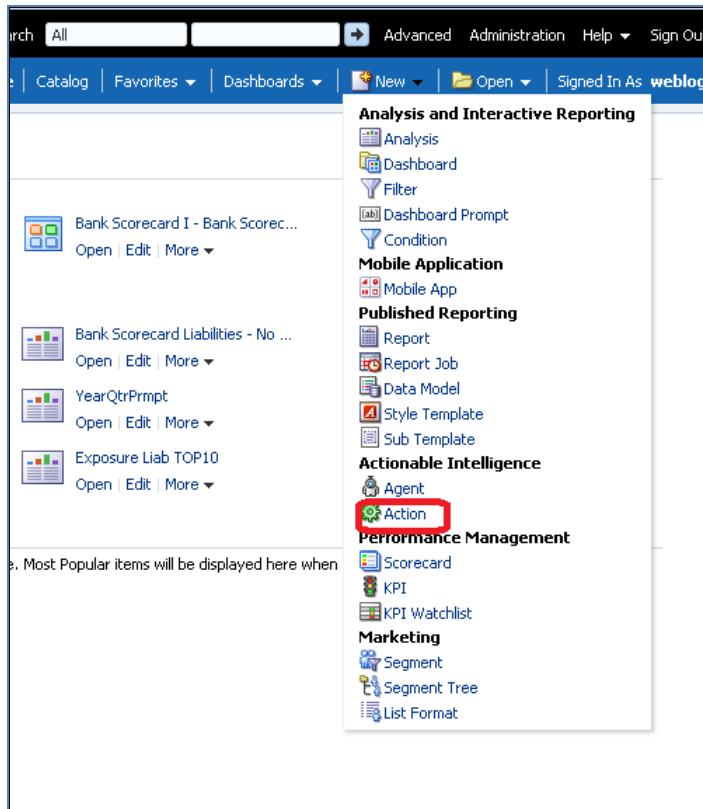 All
Advanced Administration Help Sign Ou
Catalog Favorites Dashboards New Open Signed In As weblog
Bank Scorecard I - Bank Scorec...
Open Edit More
Bank Scorecard Liabilities - No ...
Open Edit More
YearQtrPrmpt
Open Edit More
Exposure Liab TOP10
Open Edit More
. Most Popular items will be displayed here when
Analysis and Interactive Reporting
Analysis
Dashboard
Filter
Dashboard Prompt
Condition
Mobile Application
Mobile App
Published Reporting
Report
Report Job
Data Model
Style Template
Sub Template
Actionable Intelligence
Agent
Action
Performance Management
Scorecard
KPI
KPI Watchlist
Marketing
Segment
Segment Tree
List Format